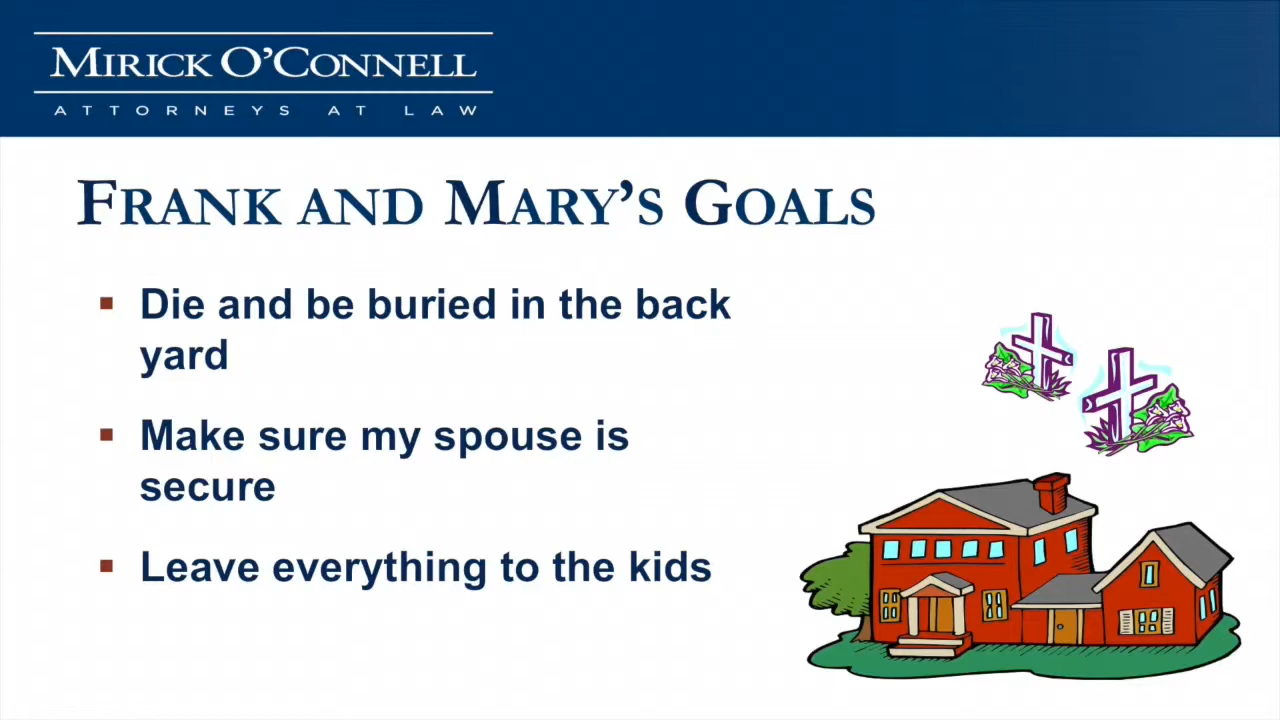 MIRICK O'CONNELL
ATTORNEYS AT LAW
FRANK AND MARY'S GOALS
▪ Die and be buried in the back
yard
▪ Make sure my spouse is
secure
▪ Leave everything to the kids